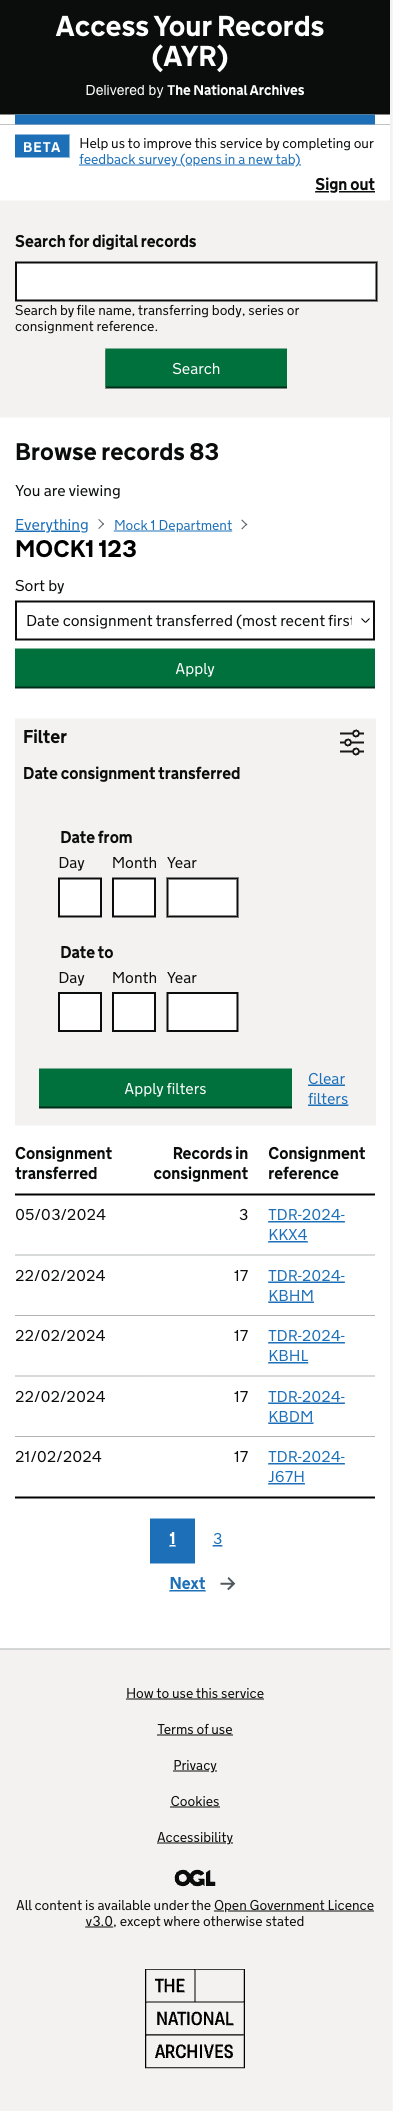 Access Your Records
(AYR)
Delivered by The National Archives
BETA
Help us to improve this service by completing our
feedback survey (opens in a new tab)
Sign out
Search for digital records
Search by file name, transferring body, series or
consignment reference.
Search
Browse records 83
You are viewing
Everything Mock 1 Department
MOCK1 123
Sort by
Date consignment transferred (most recent first
Apply
Filter
Date consignment transferred
Date from
Day Month Year
Date to
Day Month Year
Apply filters
Clear
filters
Consignment Records in Consignment
transferred consignment reference
05/03/2024 3 TDR-2024-
KKX4
22/02/2024 17 TDR-2024-
KBHM
22/02/2024 17 TDR-2024-
KBHL
22/02/2024 17 TDR-2024-
KBDM
21/02/2024 17 TDR-2024-
J67H
1 3
Next
How to use this service
Terms of use
Privacy
Cookies
Accessibility
OGL
All content is available under the Open Government Licence
v3.0, except where otherwise stated
THE
NATIONAL
ARCHIVES